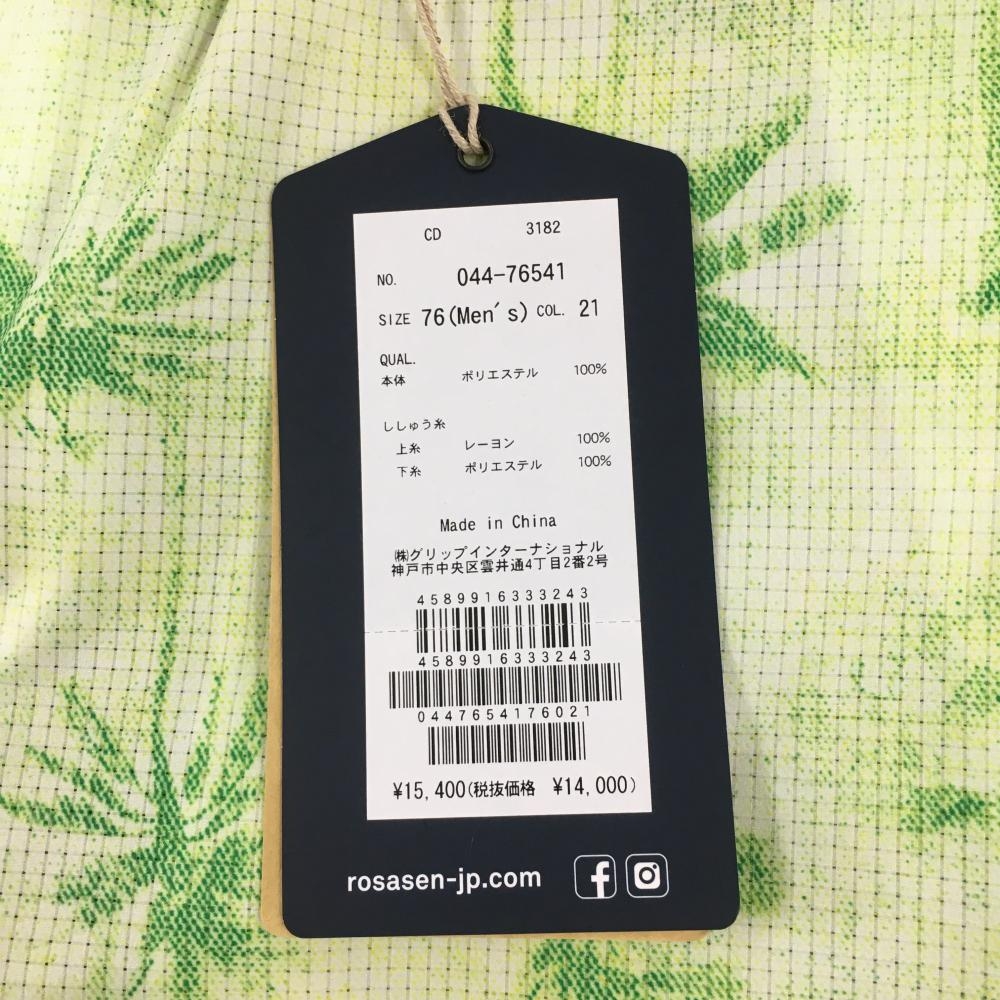 CD 3182
NO. 044-76541
SIZE 76(Men's) COL. 21
QUAL.
本体 ポリエステル 100%
ししゅう糸
上糸 レーヨン 100%
下糸 ポリエステル 100%
Made in China
㈱グリップインターナショナル
神戸市中央区雲井通4丁目2番2号
4589916333243
4589916333243
0447654176021
¥15,400(税抜価格 ¥14,000)
rosasen-jp.com